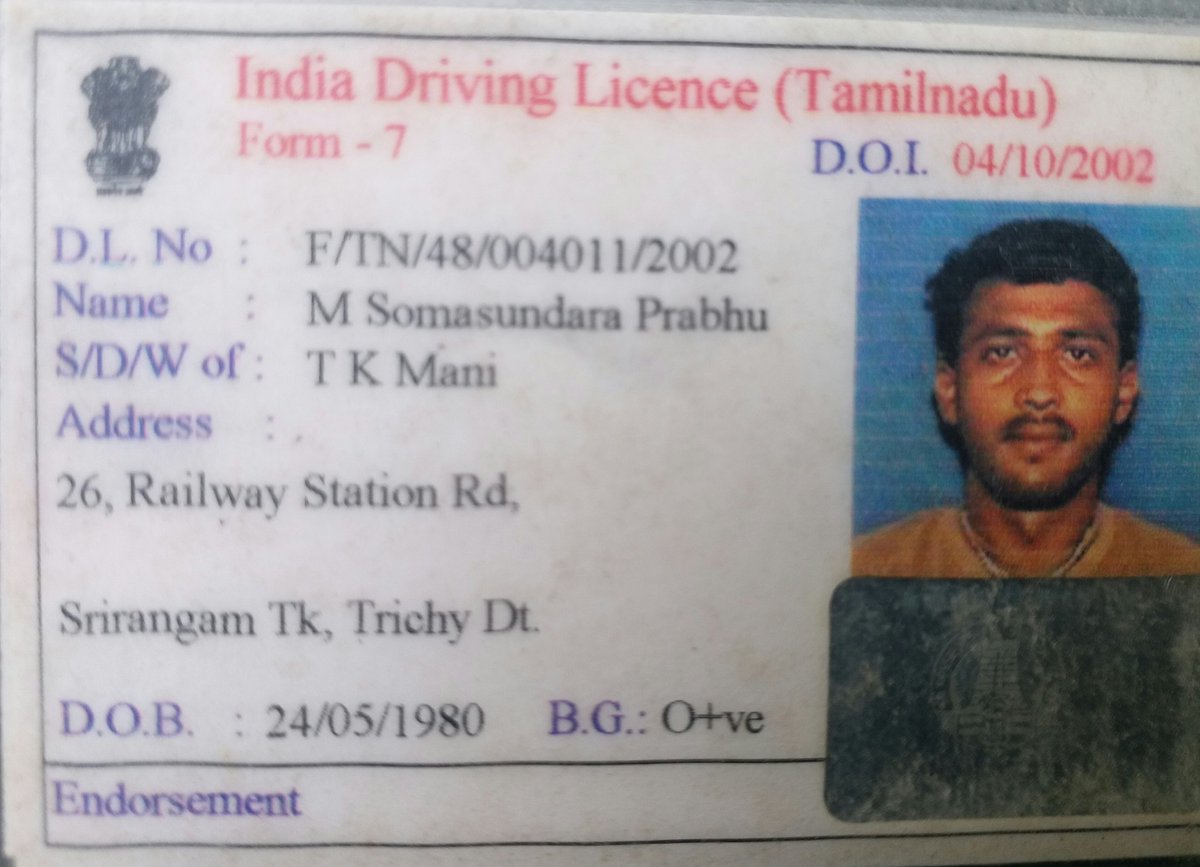 India Driving Licence (Tamilnadu)
Form - 7
D.O.I. 04/10/2002
D.L. No : F/TN/48/004011/2002
Name : M Somasundara Prabhu
S/D/W of : T K Mani
Address :
26, Railway Station Rd,
Srirangam Tk, Trichy Dt.
D.O.B. : 24/05/1980 B.G.: O+ve
Endorsement